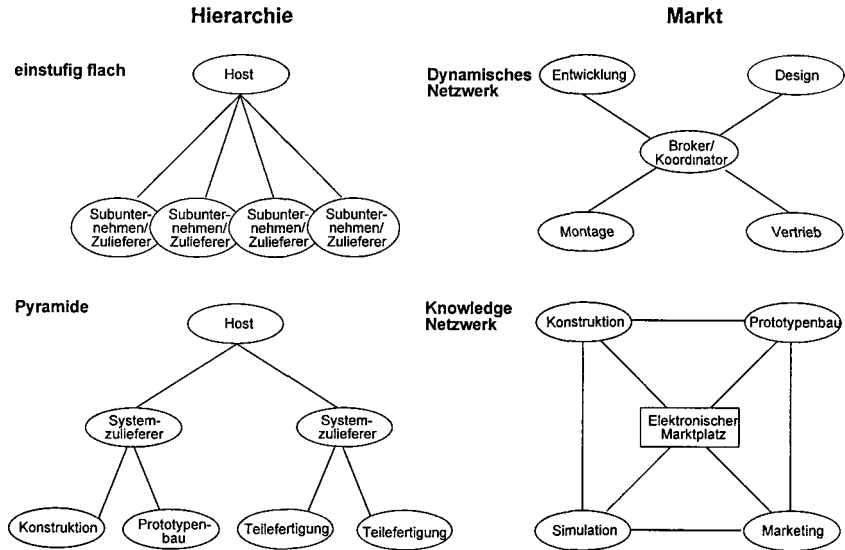 Hierarchie
Markt
einstufig flach
Host
Subunter-
nehmen/
Zulieferer
Subunter-
nehmen/
Zulieferer
Subunter-
nehmen/
Zulieferer
Subunter-
nehmen/
Zulieferer
Dynamisches
Netzwerk
Entwicklung
Design
Broker/
Koordinator
Montage
Vertrieb
Pyramide
Host
System-
zulieferer
System-
zulieferer
Konstruktion
Prototypen-
bau
Teilefertigung
Teilefertigung
Knowledge
Netzwerk
Konstruktion
Prototypenbau
Elektronischer
Marktplatz
Simulation
Marketing